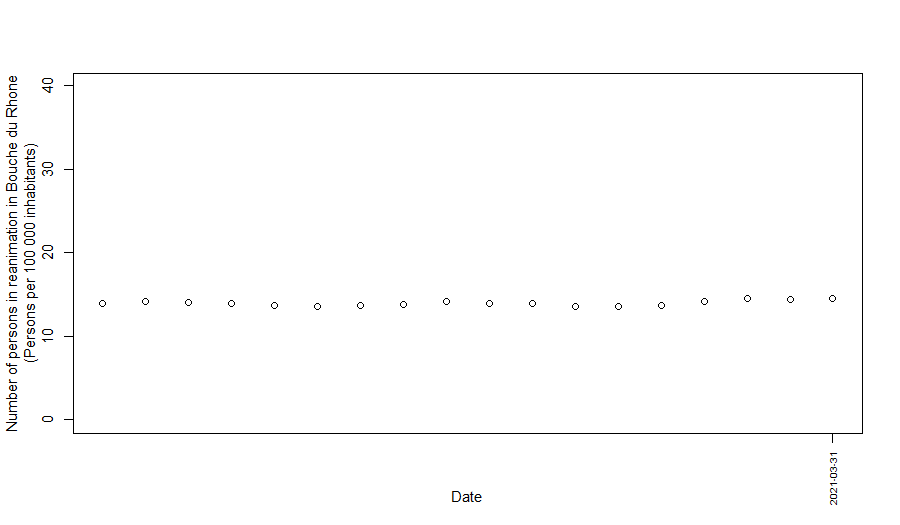 Number of persons in reanimation in Bouche du Rhone
(Persons per 100 000 inhabitants)
40
30
20
10
0
2021-03-31
Date